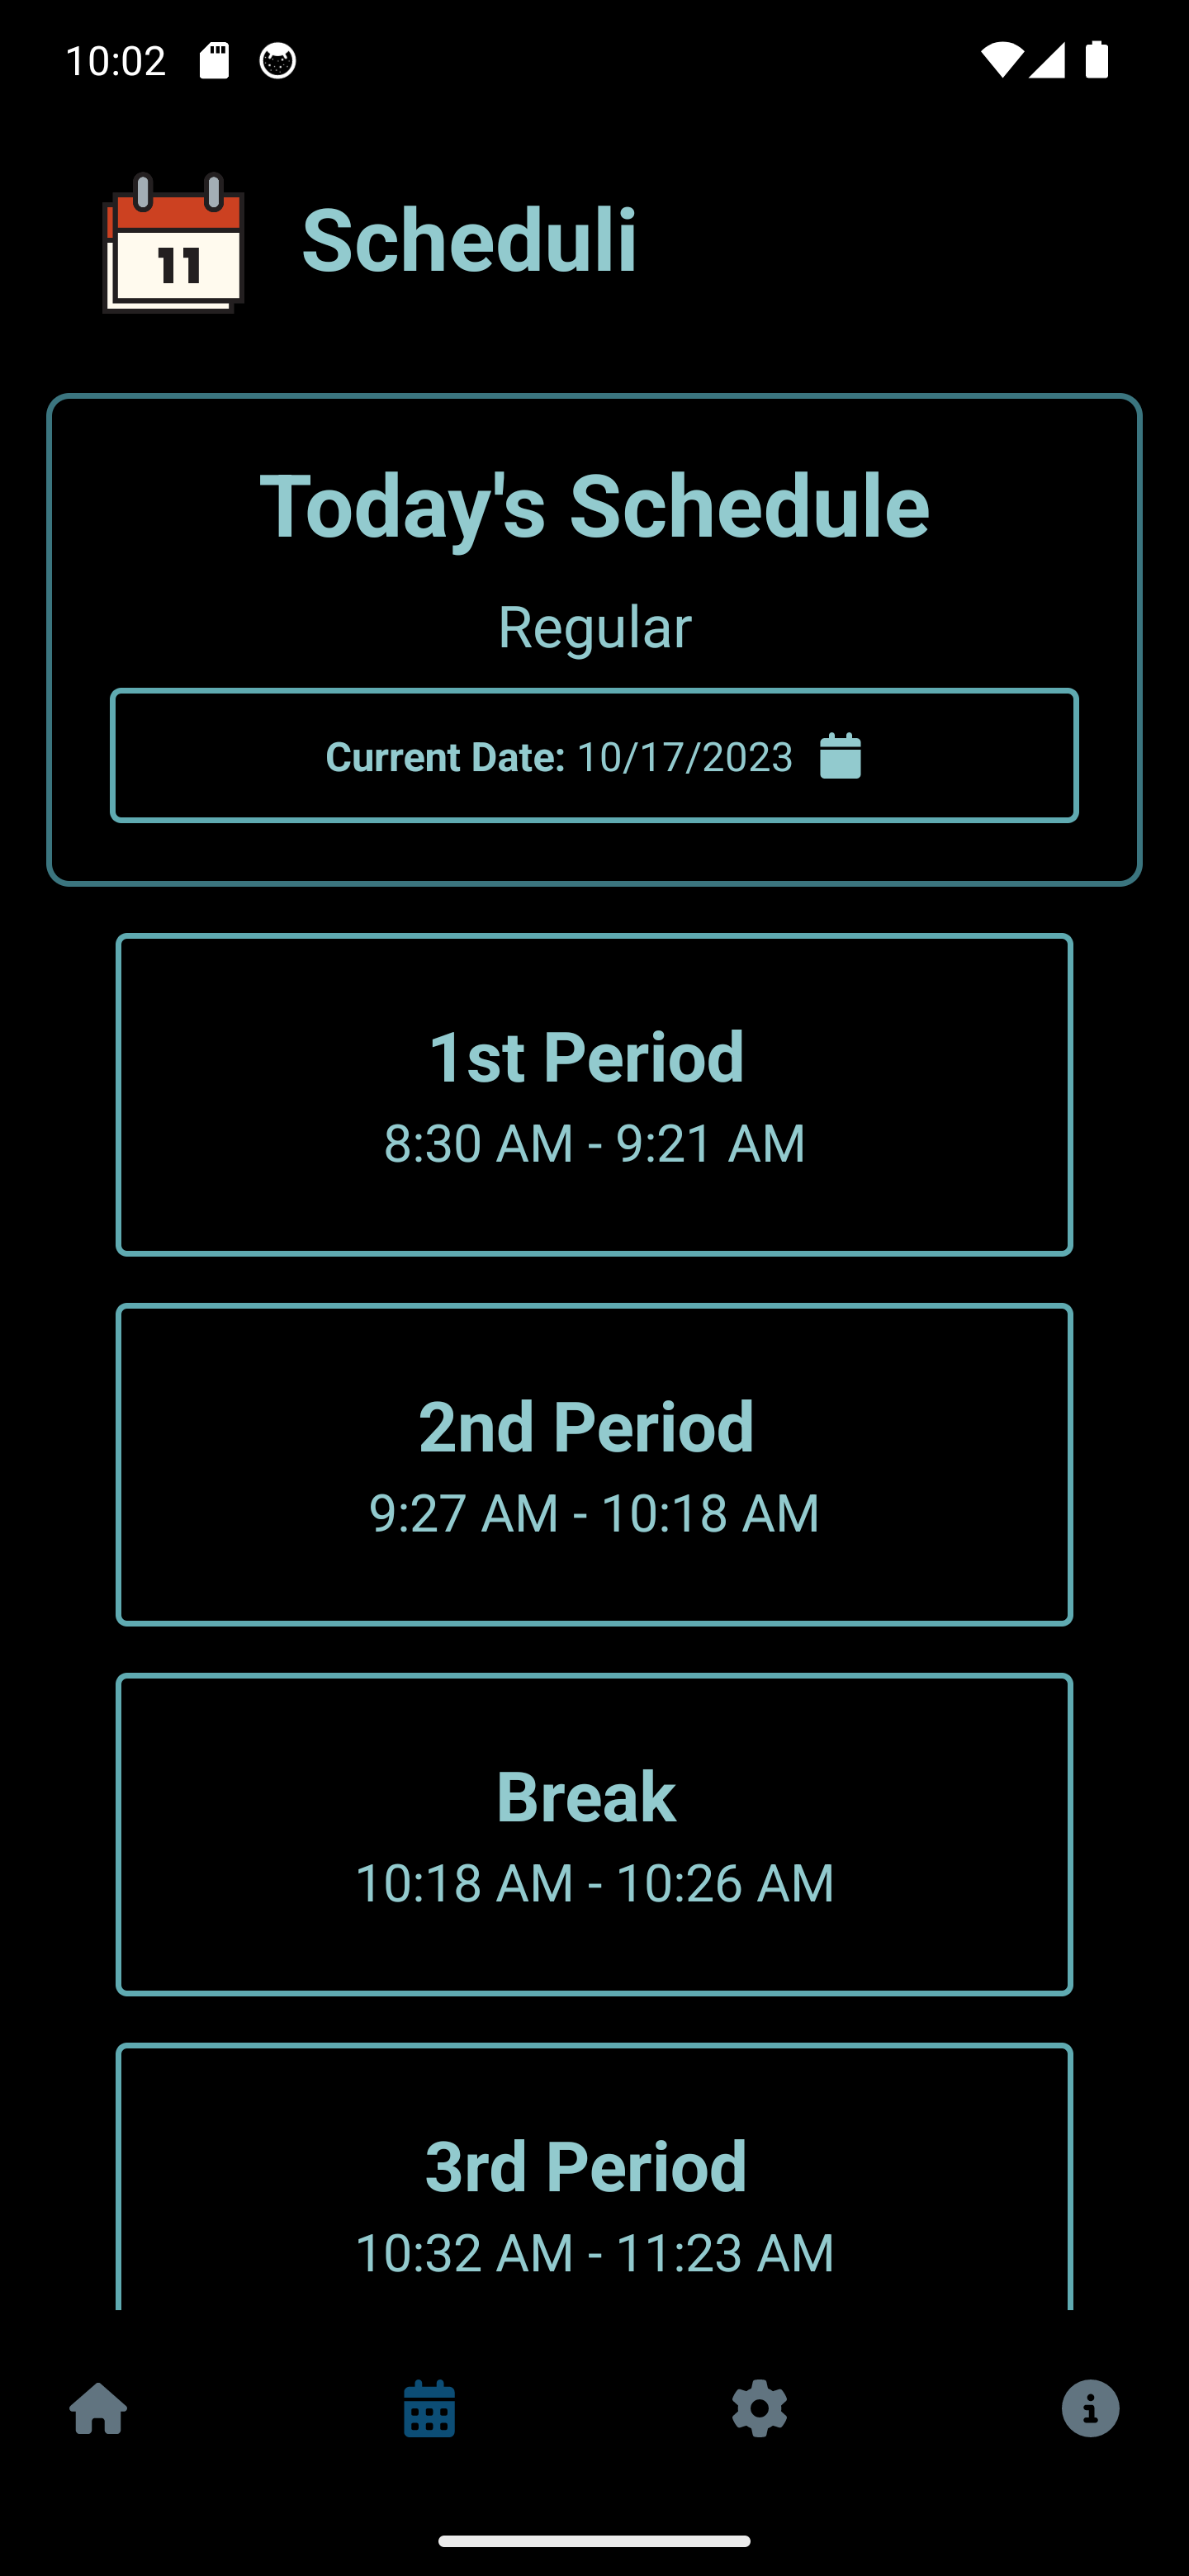 10:02
11
Scheduli
Today's Schedule
Regular
Current Date: 10/17/2023
1st Period
8:30 AM - 9:21 AM
2nd Period
9:27 AM - 10:18 AM
Break
10:18 AM - 10:26 AM
3rd Period
10:32 AM - 11:23 AM